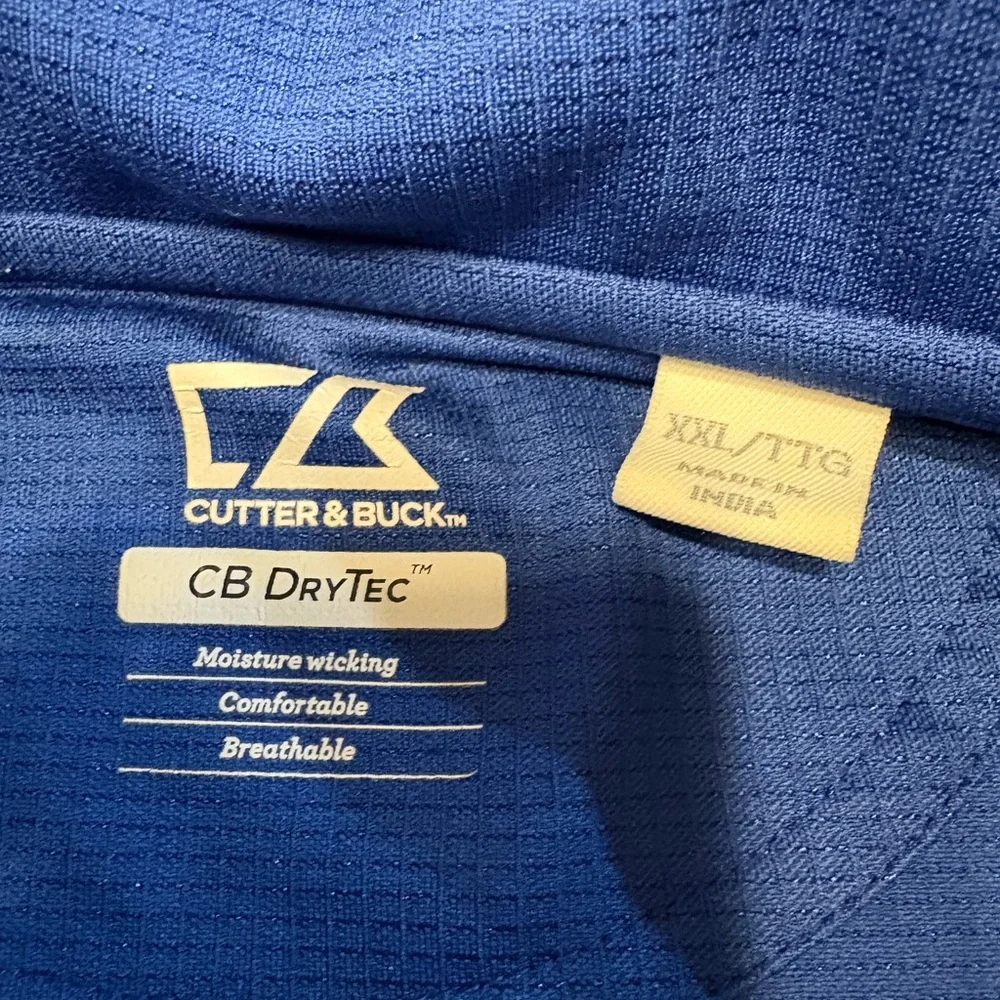 CUTTER & BUCK™
CB DRYTEC™
Moisture wicking
Comfortable
Breathable
XXL/TTG
MADE IN
INDIA